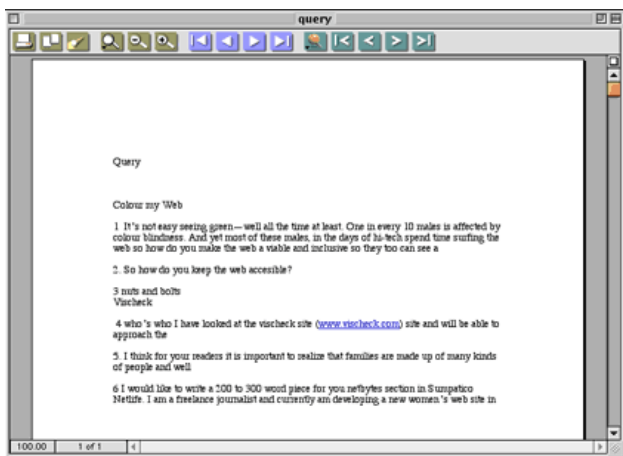 query
Query
Colour my Web
1 It's not easy seeing green—well all the time at least. One in every 10 males is affected by
colour blindness. And yet most of these males, in the days of hi-tech spend time surfing the
web so how do you make the web a viable and inclusive so they too can see a
2. So how do you keep the web accesible?
3 nuts and bolts
Vischeck
4 who's who I have looked at the vischeck site (www.vischeck.com) site and will be able to
approach the
5. I think for your readers it is important to realize that families are made up of many kinds
of people and well
6 I would like to write a 200 to 300 word piece for you netbytes section in Sumpatico
Netlife. I am a freelance journalist and currently am developing a new women's web site in
100.00 1 of 1